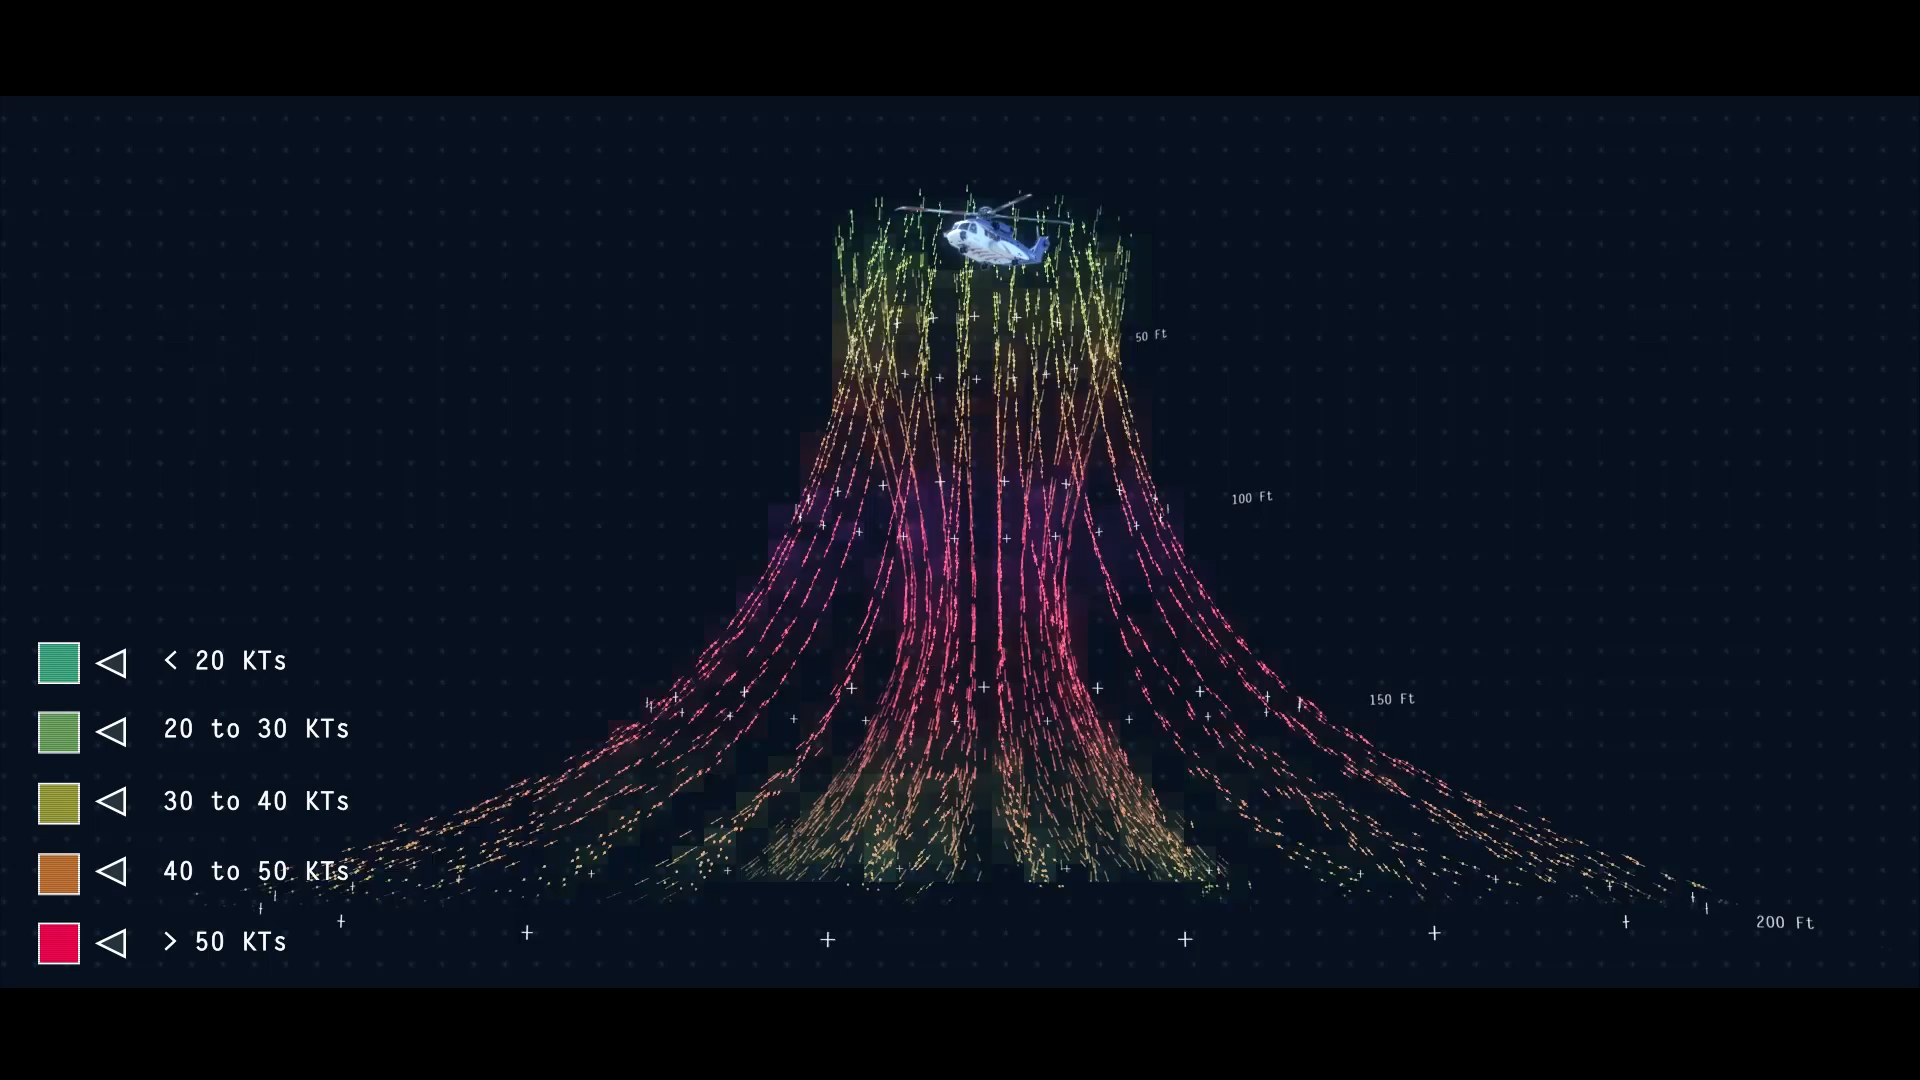 50 Ft
100 Ft
< 20 KTs
150 Ft
20 to 30 KTs
30 to 40 KTs
40 to 50 KTs
200 Ft
> 50 KTs